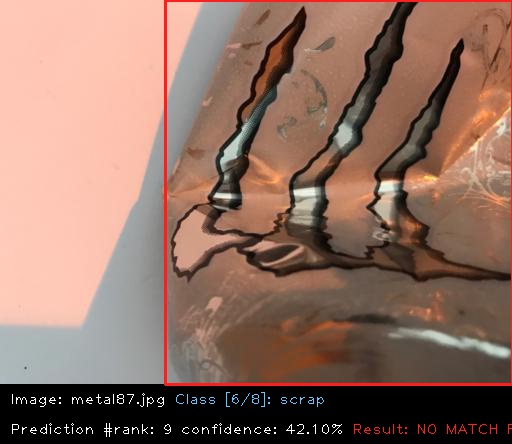 Image: metal87.jpg Class [6/8]: scrap
Prediction #rank: 9 confidence: 42.10% Result: NO MATCH F